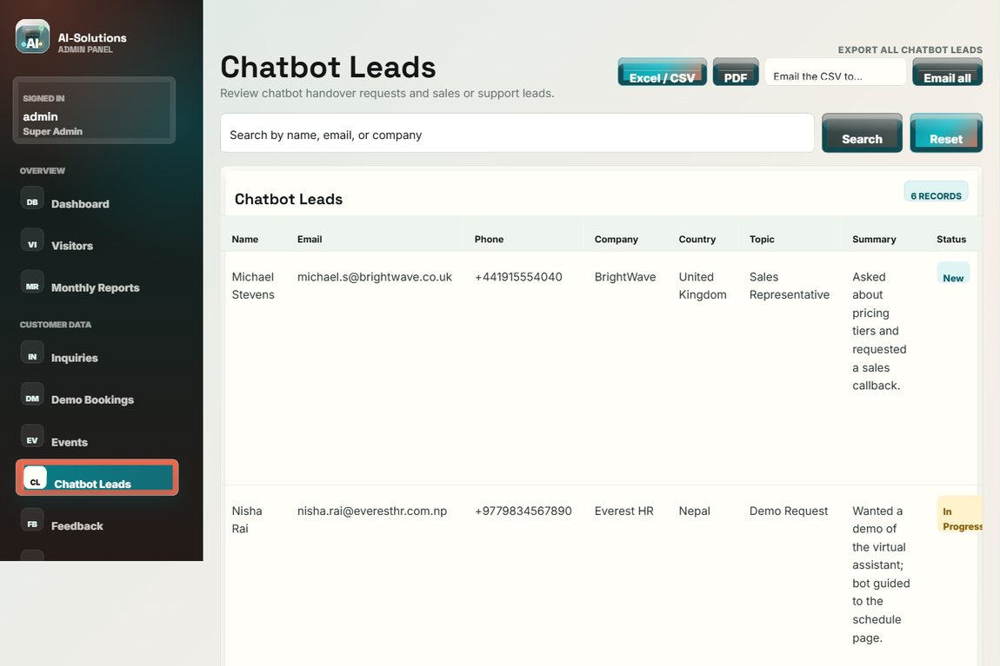 AI
AI-Solutions
ADMIN PANEL
SIGNED IN
admin
Super Admin
OVERVIEW
DB Dashboard
VI Visitors
MR Monthly Reports
CUSTOMER DATA
IN Inquiries
DM Demo Bookings
EV Events
CL Chatbot Leads
FB Feedback
Chatbot Leads
Review chatbot handover requests and sales or support leads.
EXPORT ALL CHATBOT LEADS
Excel / CSV PDF Email the CSV to... Email all
Search by name, email, or company Search Reset
Chatbot Leads 6 RECORDS
Name Email Phone Company Country Topic Summary Status
Michael michael.s@brightwave.co.uk +441915554040 BrightWave United Sales Asked New
Stevens Kingdom Representative about
pricing
tiers and
requested
a sales
callback.
Nisha nisha.rai@everesthr.com.np +9779834567890 Everest HR Nepal Demo Request Wanted a In
Rai demo of Progress
the virtual
assistant;
bot guided
to the
schedule
page.